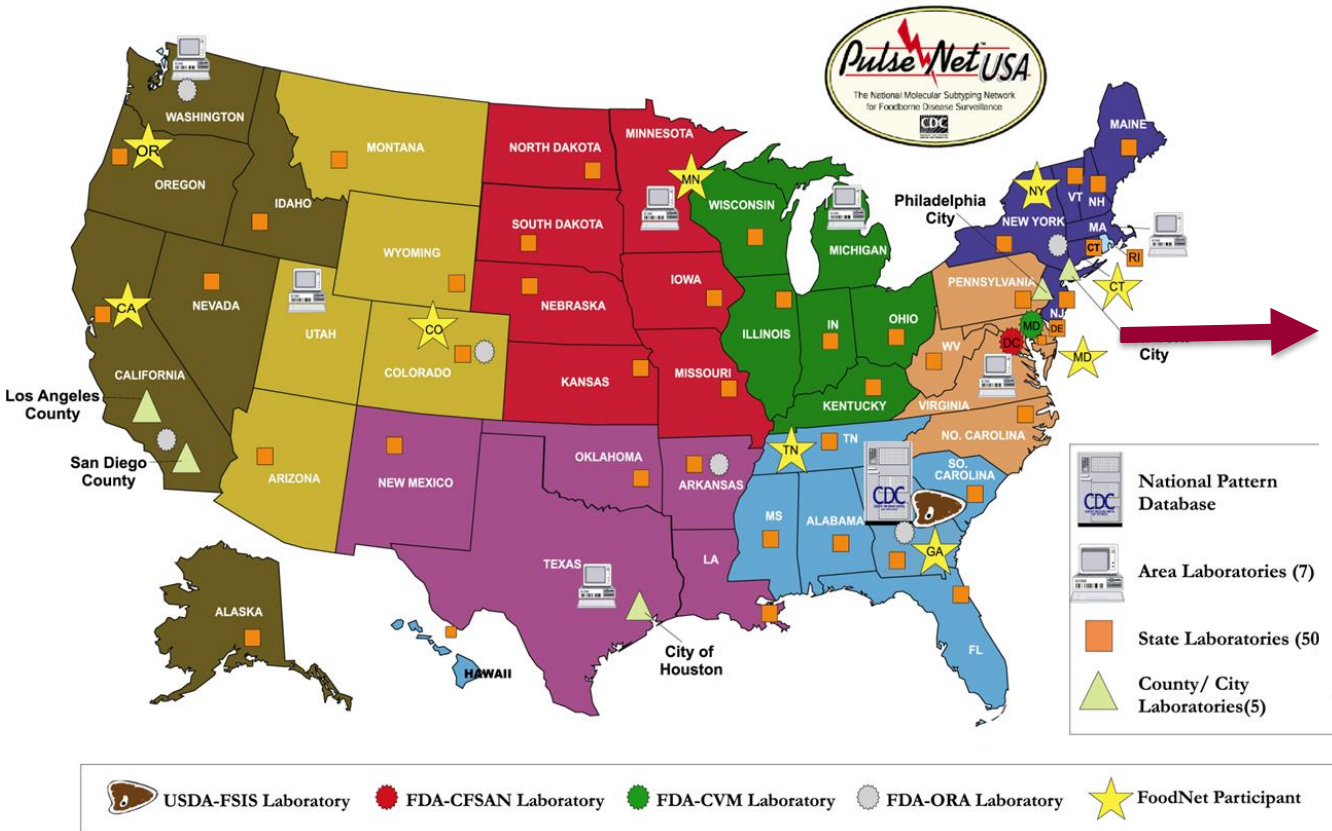 PulseNet USA
™
The National Molecular Subtyping Network
for Foodborne Disease Surveillance
CDC
WASHINGTON
OR
OREGON
IDAHO
MONTANA
WYOMING
NEVADA
UTAH
CA
CALIFORNIA
CO
COLORADO
ARIZONA
NEW MEXICO
Los Angeles
County
San Diego
County
NORTH DAKOTA
SOUTH DAKOTA
NEBRASKA
KANSAS
MINNESOTA
MN
IOWA
MISSOURI
WISCONSIN
MICHIGAN
ILLINOIS
IN
OHIO
KENTUCKY
OKLAHOMA
ARKANSAS
TEXAS
LA
City of
Houston
ALASKA
HAWAII
TN
TN
MS
ALABAMA
CDC
GA
SO.
CAROLINA
FL
NO. CAROLINA
VIRGINIA
WV
DC
MD
DE
MD
PENNSYLVANIA
NJ
Philadelphia
City
NEW YORK
NY
VT
NH
MAINE
MA
CT
RI
CT
City
CDC
National Pattern
Database
Area Laboratories (7)
State Laboratories (50
County/ City
Laboratories(5)
USDA-FSIS Laboratory
FDA-CFSAN Laboratory
FDA-CVM Laboratory
FDA-ORA Laboratory
FoodNet Participant